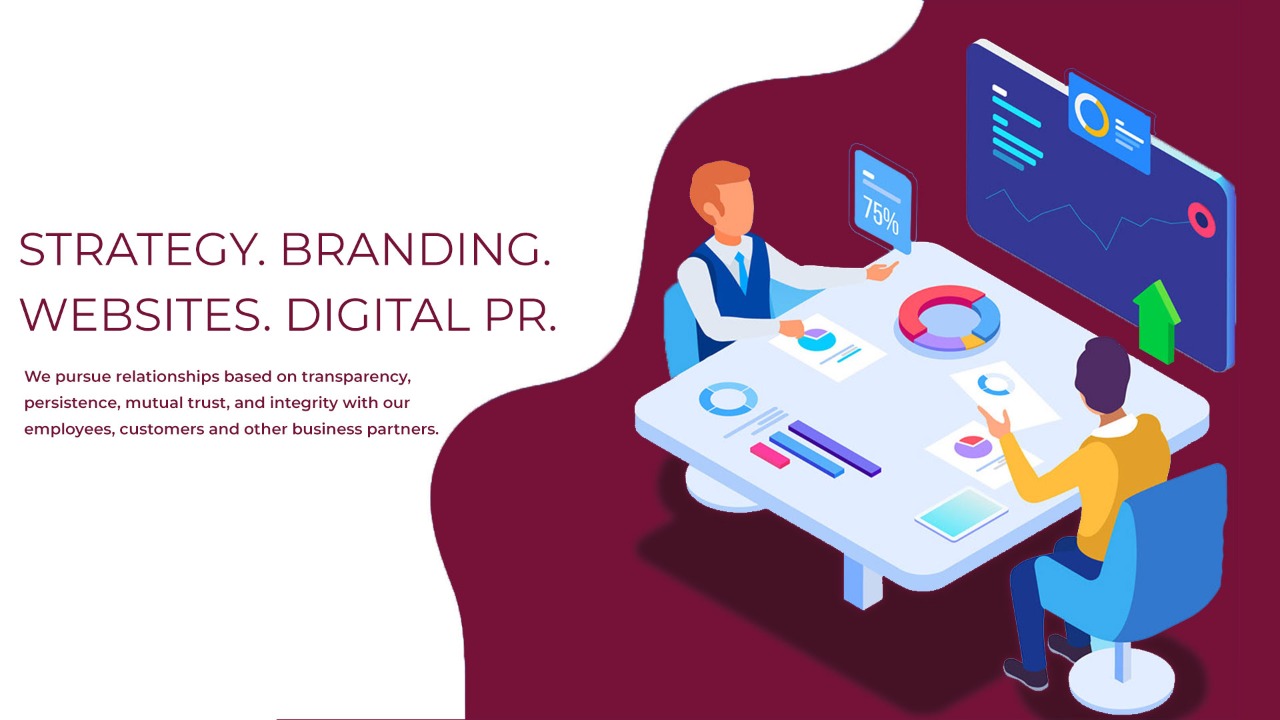 STRATEGY. BRANDING.
WEBSITES. DIGITAL PR.
We pursue relationships based on transparency,
persistence, mutual trust, and integrity with our
employees, customers and other business partners.
75%